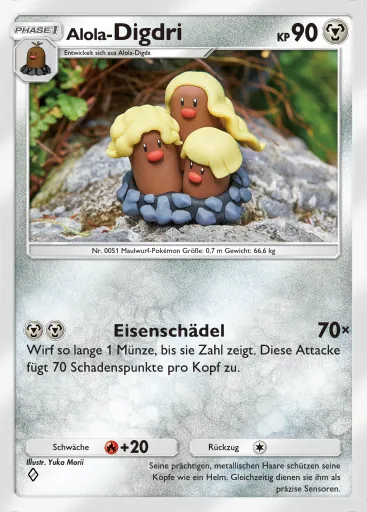 PHASE 1
Alola-Digdri
KP 90
Entwickelt sich aus Alola-Digda
Nr. 0051 Maulwurf-Pokémon Größe: 0,7 m Gewicht: 66,6 kg
Eisenschädel 70×
Wirf so lange 1 Münze, bis sie Zahl zeigt. Diese Attacke
fügt 70 Schadenspunkte pro Kopf zu.
Schwäche +20 Rückzug
Illustr. Yuka Morii
Seine prächtigen, metallischen Haare schützen seine
Köpfe wie ein Helm. Gleichzeitig dienen sie ihm als
präzise Sensoren.